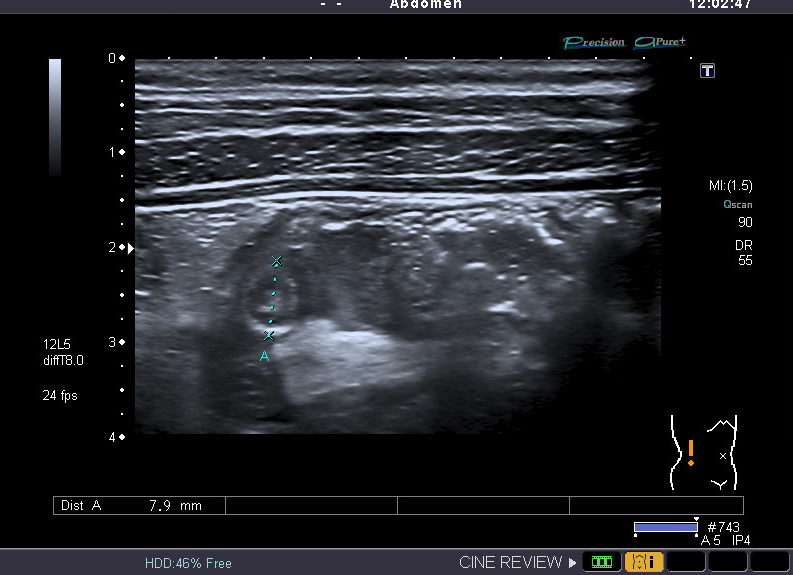 - - Abdomen 12:02:47
Precision APure+
T
0
1
2
3
4
MI:(1.5)
Qscan
90
DR
55
12L5
diffT8.0
24 fps
A
Dist A 7.9 mm
!
#743
A 5 IP4
HDD:46% Free
CINE REVIEW
i